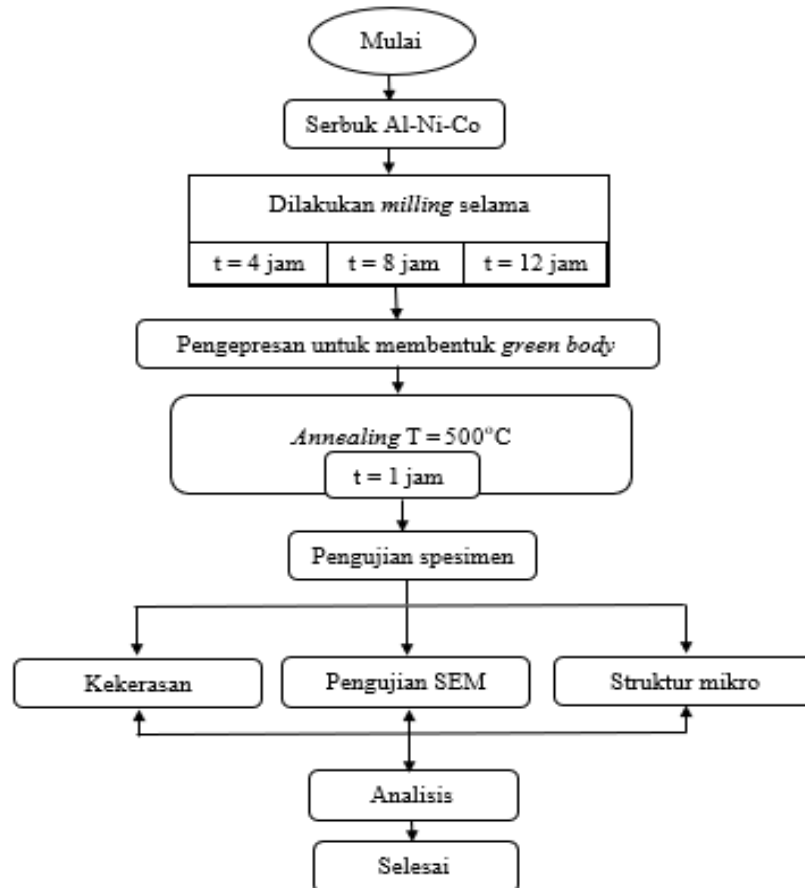 Mulai
Serbuk Al-Ni-Co
Dilakukan milling selama
t = 4 jam
t = 8 jam
t = 12 jam
Pengepresan untuk membentuk green body
Annealing T = 500°C
t = 1 jam
Pengujian spesimen
Kekerasan
Pengujian SEM
Struktur mikro
Analisis
Selesai